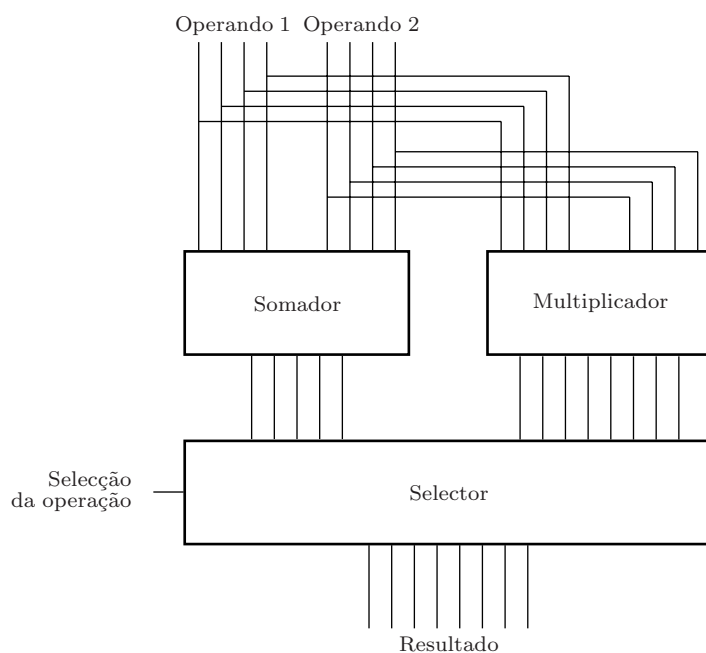 Operando 1 Operando 2
Somador
Multiplicador
Selecção
da operação
Selector
Resultado